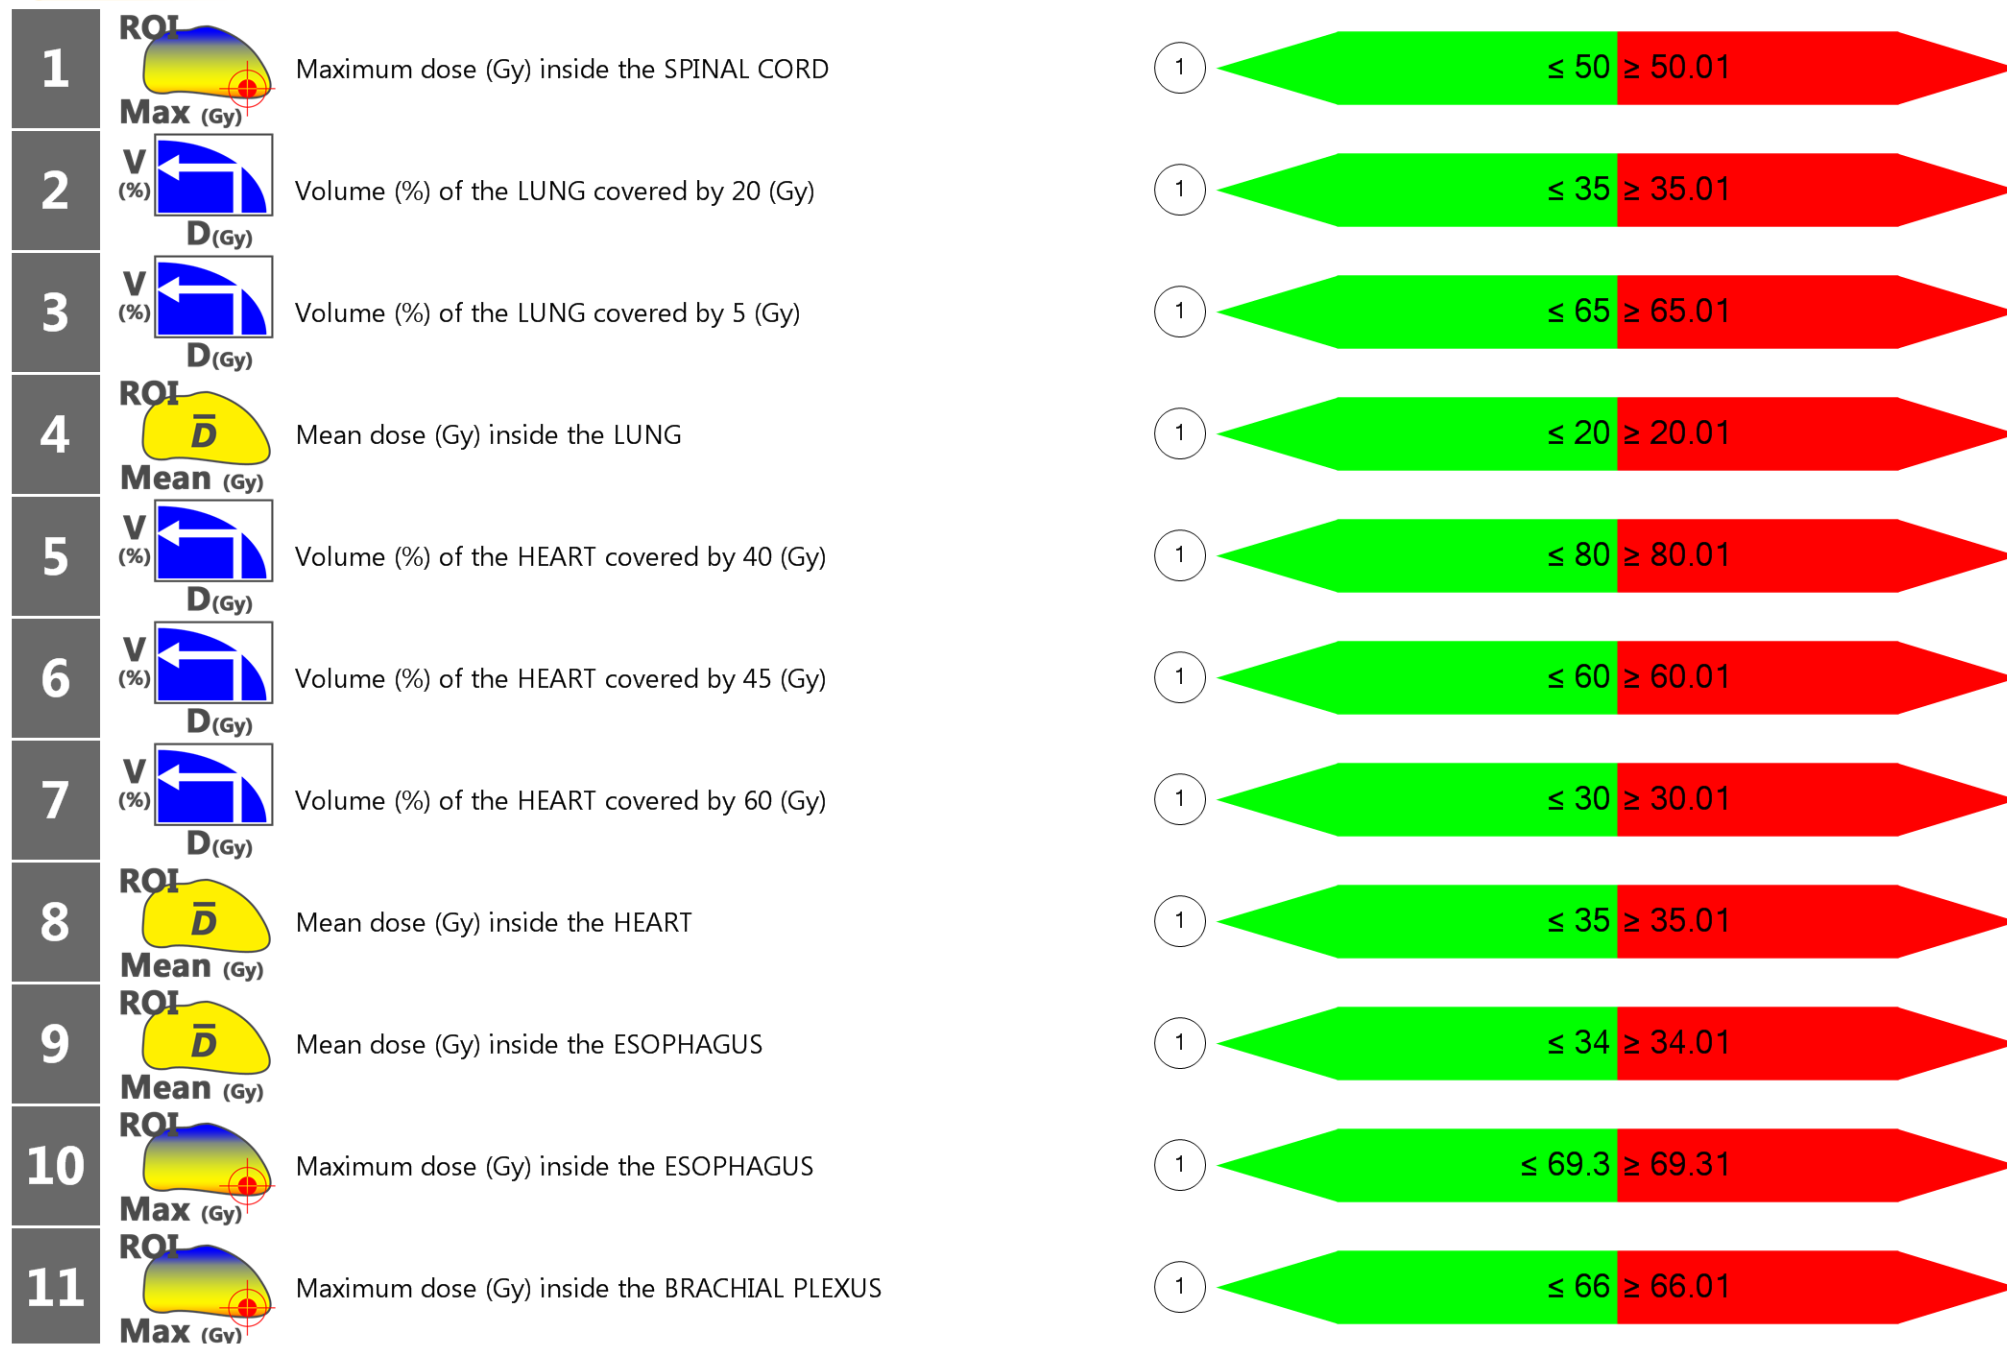 1
ROI
Max (Gy)
Maximum dose (Gy) inside the SPINAL CORD
1
≤ 50 ≥ 50.01
2
V
(%)
D(Gy)
Volume (%) of the LUNG covered by 20 (Gy)
1
≤ 35 ≥ 35.01
3
V
(%)
D(Gy)
Volume (%) of the LUNG covered by 5 (Gy)
1
≤ 65 ≥ 65.01
4
ROI
D
Mean (Gy)
Mean dose (Gy) inside the LUNG
1
≤ 20 ≥ 20.01
5
V
(%)
D(Gy)
Volume (%) of the HEART covered by 40 (Gy)
1
≤ 80 ≥ 80.01
6
V
(%)
D(Gy)
Volume (%) of the HEART covered by 45 (Gy)
1
≤ 60 ≥ 60.01
7
V
(%)
D(Gy)
Volume (%) of the HEART covered by 60 (Gy)
1
≤ 30 ≥ 30.01
8
ROI
D
Mean (Gy)
Mean dose (Gy) inside the HEART
1
≤ 35 ≥ 35.01
9
ROI
D
Mean (Gy)
Mean dose (Gy) inside the ESOPHAGUS
1
≤ 34 ≥ 34.01
10
ROI
Max (Gy)
Maximum dose (Gy) inside the ESOPHAGUS
1
≤ 69.3 ≥ 69.31
11
ROI
Max (Gy)
Maximum dose (Gy) inside the BRACHIAL PLEXUS
1
≤ 66 ≥ 66.01